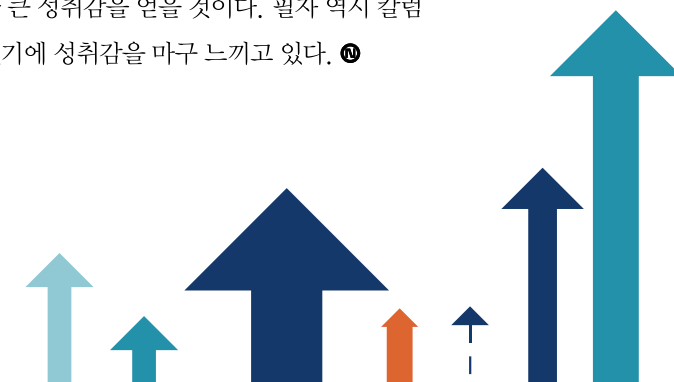 큰 성취감을 얻을 것이다. 필자 역시 칼럼
기에 성취감을 마구 느끼고 있다.